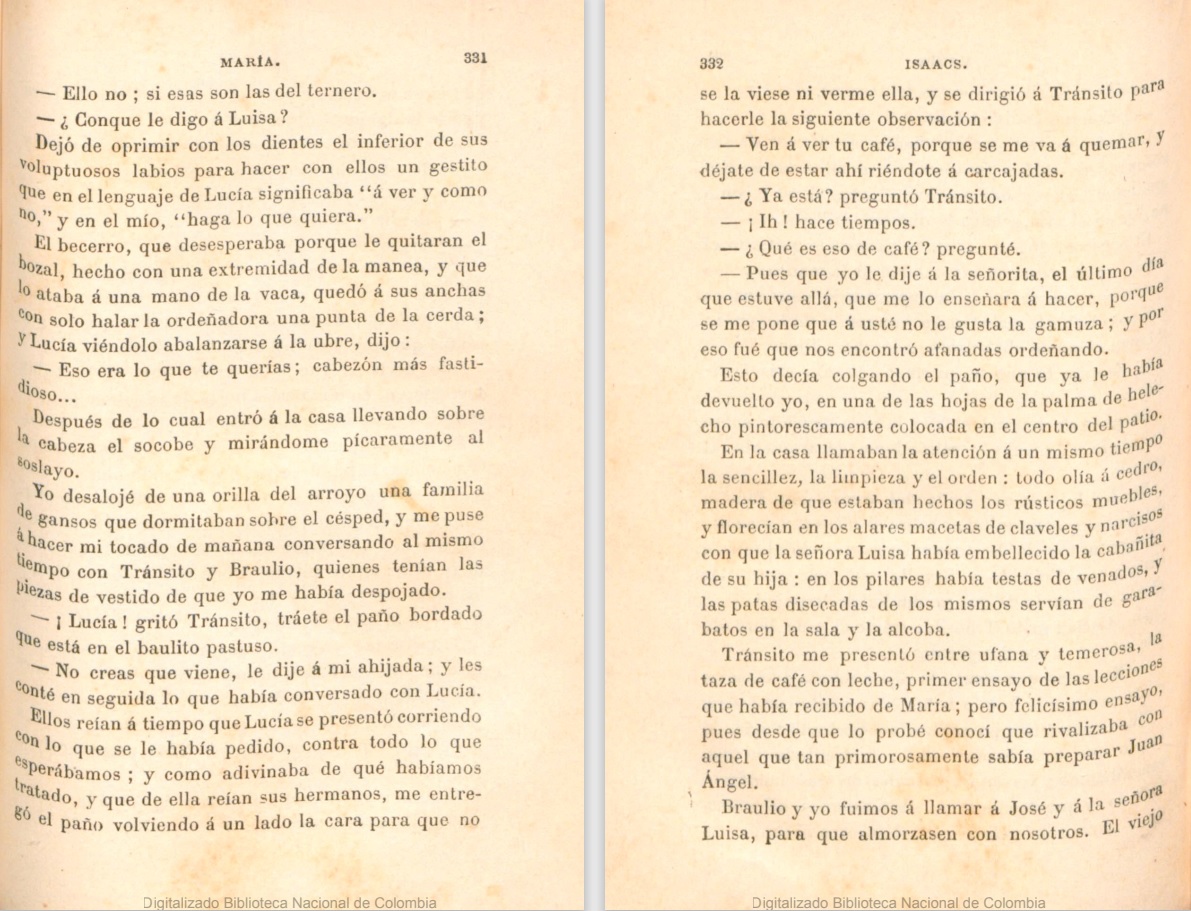 MARÍA. 331
— Ello no ; si esas son las del ternero.
— ¿ Conque le digo á Luisa ?
Dejó de oprimir con los dientes el inferior de sus
voluptuosos labios para hacer con ellos un gestito
que en el lenguaje de Lucía significaba “á ver y como
no,” y en el mío, “haga lo que quiera.”
El becerro, que desesperaba porque le quitaran el
bozal, hecho con una extremidad de la manea, y que
lo ataba á una mano de la vaca, quedó á sus anchas
con solo halar la ordeñadora una punta de la cerda ;
y Lucía viéndolo abalanzarse á la ubre, dijo :
— Eso era lo que te querías ; cabezón más fasti-
dioso...
Después de lo cual entró á la casa llevando sobre
la cabeza el socobe y mirándome pícaramente al
soslayo.
Yo desalojé de una orilla del arroyo una familia
de gansos que dormitaban sobre el césped, y me puse
á hacer mi tocado de mañana conversando al mismo
tiempo con Tránsito y Braulio, quienes tenían las
piezas de vestido de que yo me había despojado.
— ¡ Lucía ! gritó Tránsito, tráete el paño bordado
que está en el baulito pastuso.
— No creas que viene, le dije á mi ahijada ; y les
conté en seguida lo que había conversado con Lucía.
Ellos reían á tiempo que Lucía se presentó corriendo
con lo que se le había pedido, contra todo lo que
esperábamos ; y como adivinaba de qué habíamos
tratado, y que de ella reían sus hermanos, me entre-
gó el paño volviendo á un lado la cara para que no
Digitalizado Biblioteca Nacional de Colombia
332 ISAACS.
se la viese ni verme ella, y se dirigió á Tránsito para
hacerle la siguiente observación :
— Ven á ver tu café, porque se me va á quemar, y
déjate de estar ahí riéndote á carcajadas.
— ¿ Ya está ? preguntó Tránsito.
— ¡ Ih ! hace tiempos.
— ¿ Qué es eso de café ? pregunté.
— Pues que yo le dije á la señorita, el último día
que estuve allá, que me lo enseñara á hacer, porque
se me pone que á usté no le gusta la gamuza ; y por
eso fué que nos encontró afanadas ordeñando.
Esto decía colgando el paño, que ya le había
devuelto yo, en una de las hojas de la palma de hele-
cho pintorescamente colocada en el centro del patio.
En la casa llamaban la atención á un mismo tiempo
la sencillez, la limpieza y el orden : todo olía á cedro,
madera de que estaban hechos los rústicos muebles,
y florecían en los alares macetas de claveles y narcisos
con que la señora Luisa había embellecido la cabañita
de su hija : en los pilares había testas de venados, y
las patas disecadas de los mismos servían de gara-
batos en la sala y la alcoba.
Tránsito me presentó entre ufana y temerosa, la
taza de café con leche, primer ensayo de las lecciones
que había recibido de María ; pero felicísimo ensayo,
pues desde que lo probé conocí que rivalizaba con
aquel que tan primorosamente sabía preparar Juan
Ángel.
Braulio y yo fuimos á llamar á José y á la señora
Luisa, para que almorzasen con nosotros. El viejo
Digitalizado Biblioteca Nacional de Colombia